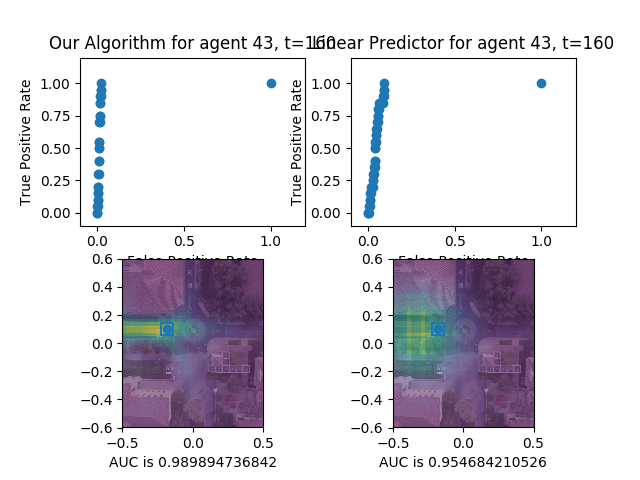 Our Algorithm for agent 43, t=160
Linear Predictor for agent 43, t=160
True Positive Rate
1.00
0.75
0.50
0.25
0.00
0.0 0.5 1.0
False Positive Rate
True Positive Rate
1.00
0.75
0.50
0.25
0.00
0.0 0.5 1.0
False Positive Rate
0.6
0.4
0.2
0.0
−0.2
−0.4
−0.6
−0.5 0.0 0.5
AUC is 0.989894736842
0.6
0.4
0.2
0.0
−0.2
−0.4
−0.6
−0.5 0.0 0.5
AUC is 0.954684210526